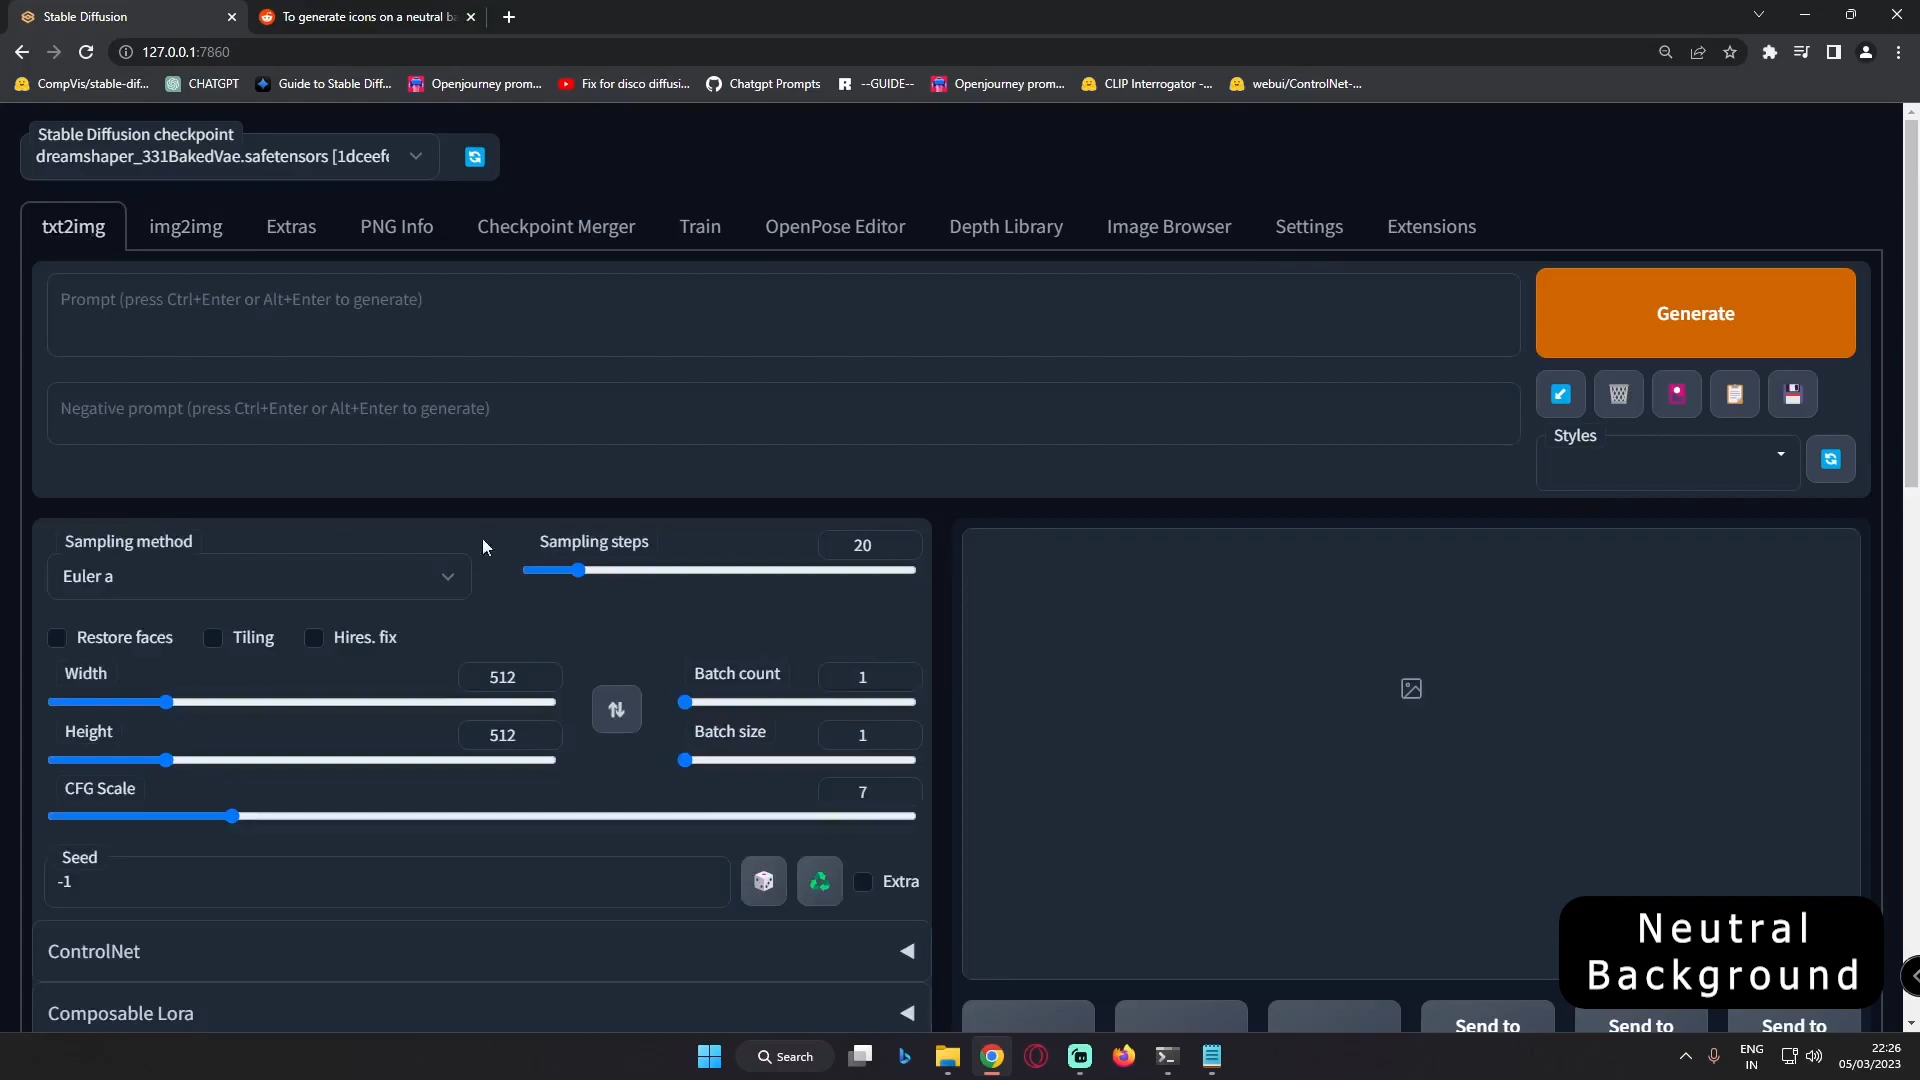 Stable Diffusion
To generate icons on a neutral ba
127.0.0.1:7860
CompVis/stable-dif...
CHATGPT
Guide to Stable Diff...
Openjourney prom...
Fix for disco diffusi...
Chatgpt Prompts
--GUIDE--
Openjourney prom...
CLIP Interrogator -...
webui/ControlNet-...
Stable Diffusion checkpoint
dreamshaper_331BakedVae.safetensors [1dceefe
txt2img
img2img
Extras
PNG Info
Checkpoint Merger
Train
OpenPose Editor
Depth Library
Image Browser
Settings
Extensions
Prompt (press Ctrl+Enter or Alt+Enter to generate)
Generate
Negative prompt (press Ctrl+Enter or Alt+Enter to generate)
Styles
Sampling method
Euler a
Sampling steps
20
Restore faces
Tiling
Hires. fix
Width
512
Batch count
1
Height
512
Batch size
1
CFG Scale
7
Seed
-1
Extra
ControlNet
Composable Lora
Neutral
Background
Send to
Send to
Send to
Search
ENG
IN
22:26
05/03/2023